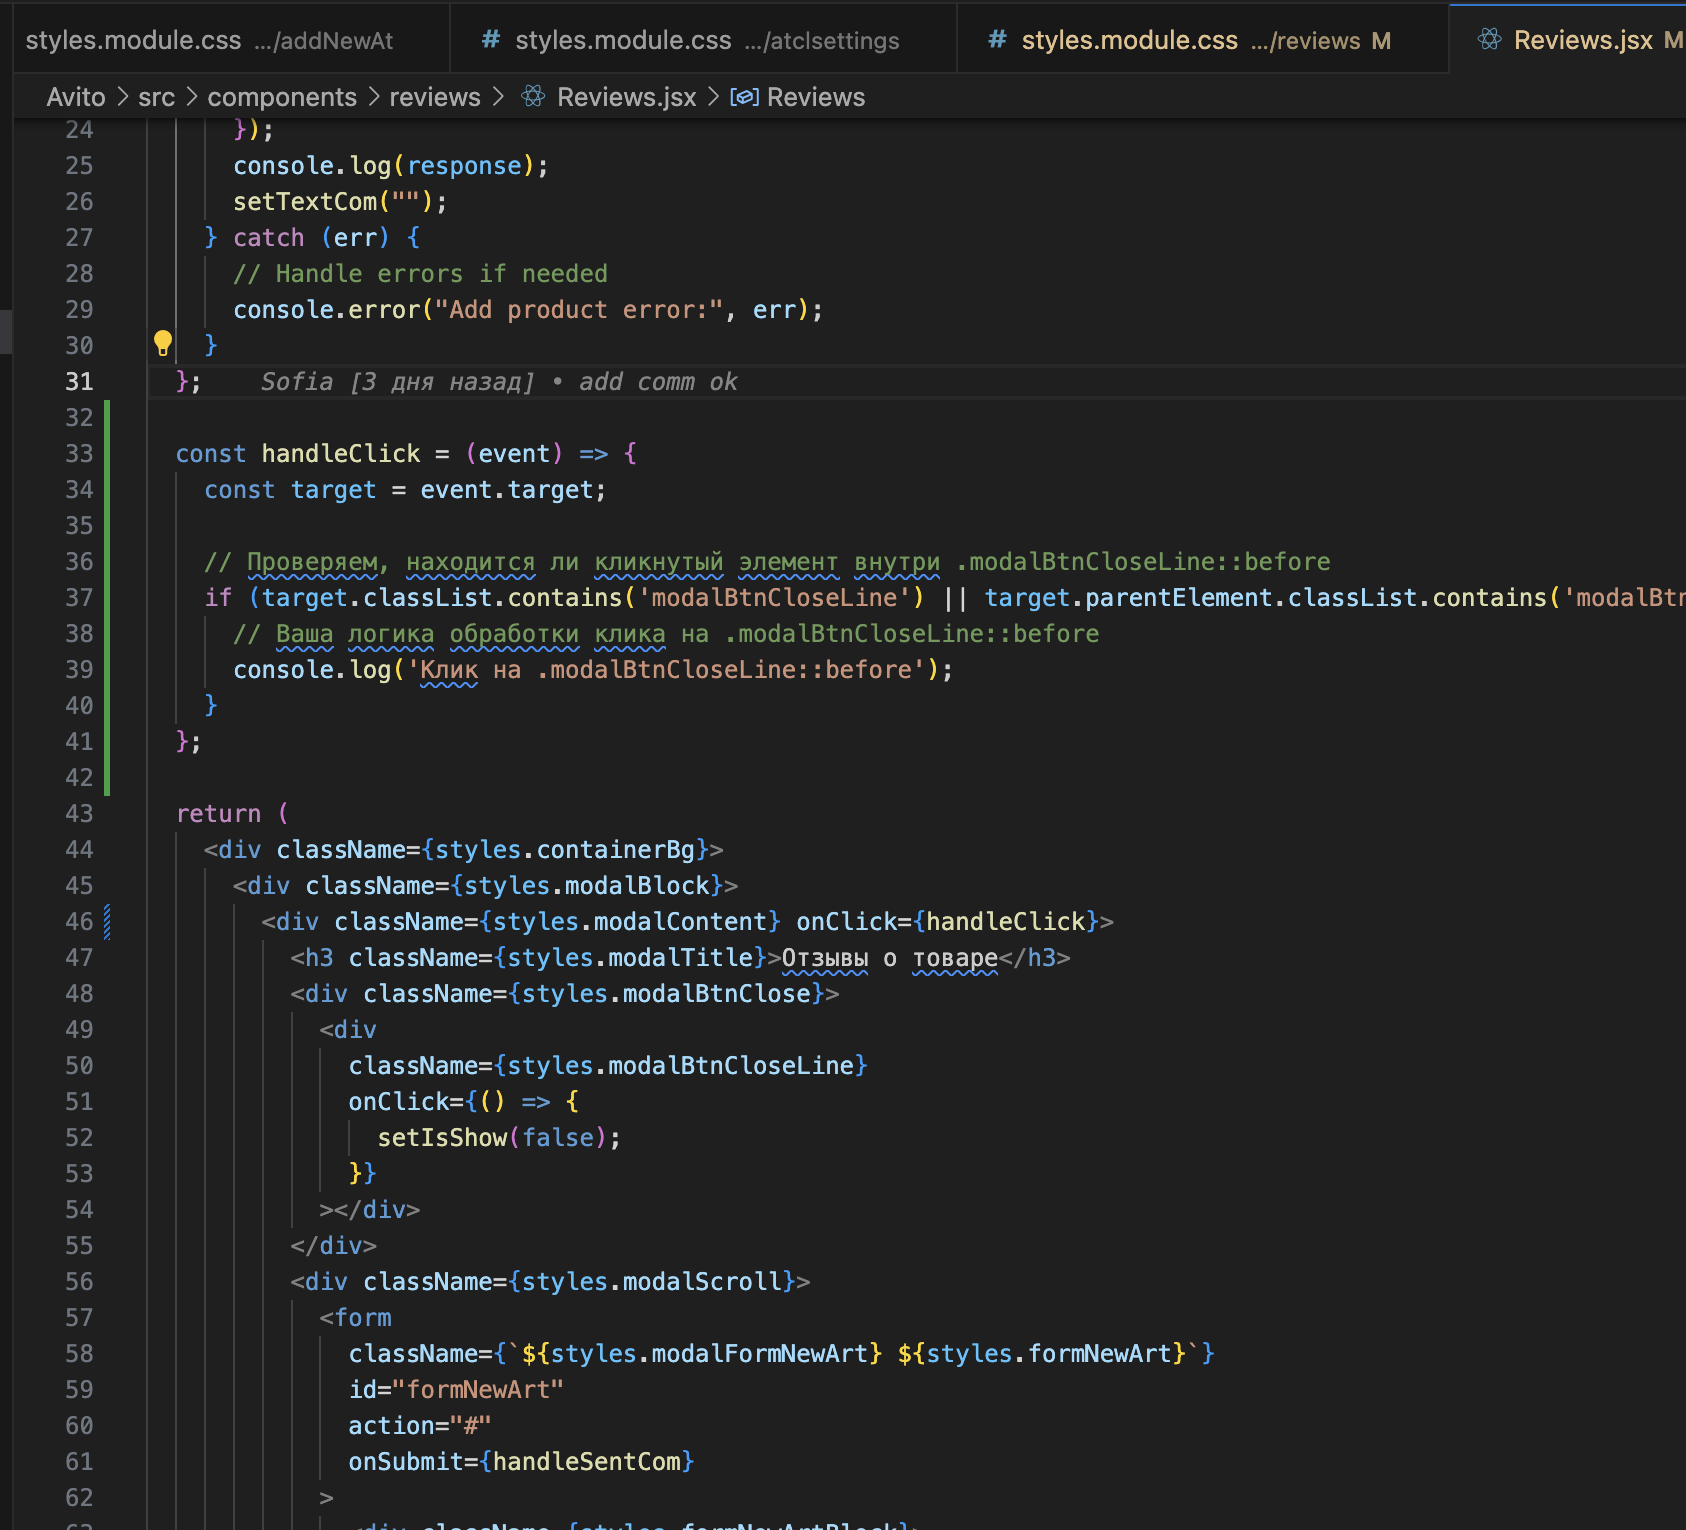 styles.module.css .../addNewAt # styles.module.css .../atclsettings # styles.module.css .../reviews M Reviews.jsx M
Avito > src > components > reviews > Reviews.jsx > Reviews
24 });
25 console.log(response);
26 setTextCom("");
27 } catch (err) {
28 // Handle errors if needed
29 console.error("Add product error:", err);
30 }
31 }; Sofia [3 дня назад] • add comm ok
32
33 const handleClick = (event) => {
34 const target = event.target;
35
36 // Проверяем, находится ли кликнутый элемент внутри .modalBtnCloseLine::before
37 if (target.classList.contains('modalBtnCloseLine') || target.parentElement.classList.contains('modalBtn
38 // Ваша логика обработки клика на .modalBtnCloseLine::before
39 console.log('Клик на .modalBtnCloseLine::before');
40 }
41 };
42
43 return (
44 <div className={styles.containerBg}>
45 <div className={styles.modalBlock}>
46 <div className={styles.modalContent} onClick={handleClick}>
47 <h3 className={styles.modalTitle}>Отзывы о товаре</h3>
48 <div className={styles.modalBtnClose}>
49 <div
50 className={styles.modalBtnCloseLine}
51 onClick={() => {
52 setIsShow(false);
53 }}
54 ></div>
55 </div>
56 <div className={styles.modalScroll}>
57 <form
58 className={`${styles.modalFormNewArt} ${styles.formNewArt}`}
59 id="formNewArt"
60 action="#"
61 onSubmit={handleSentCom}
62 >
63 <div className={styles.formNewArtBlock}>